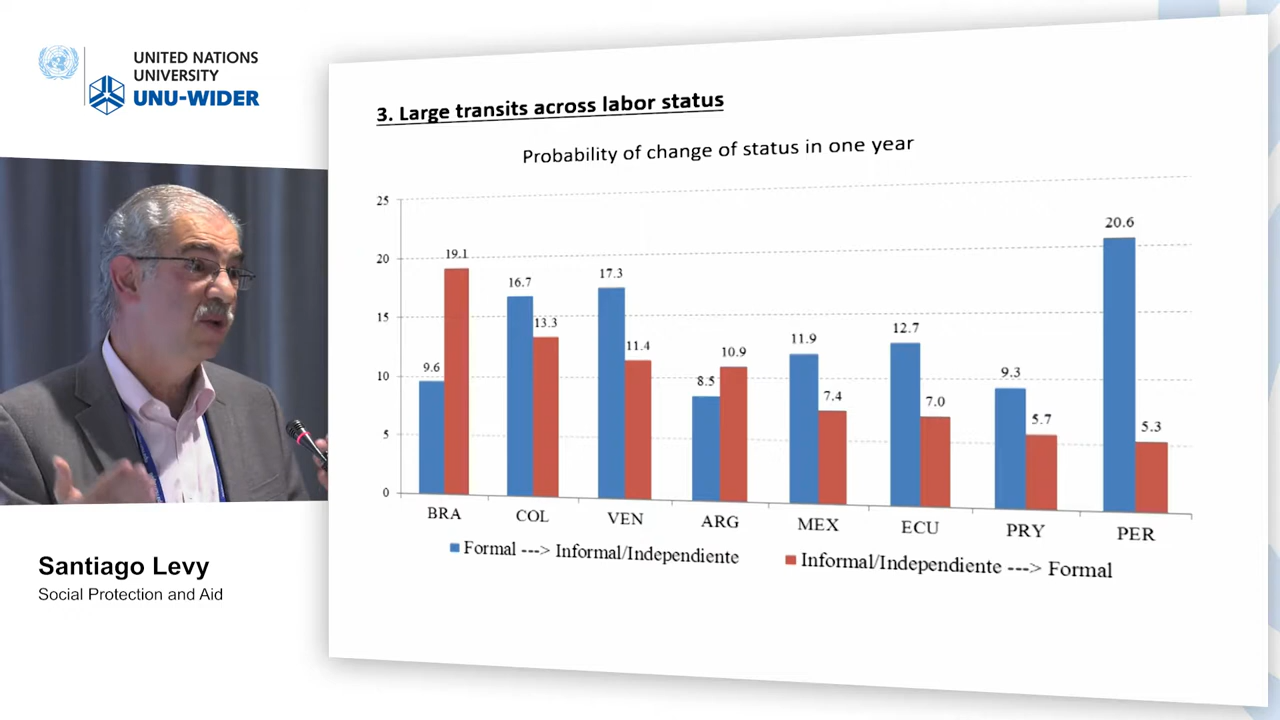 UNITED NATIONS
UNIVERSITY
UNU-WIDER
Santiago Levy
Social Protection and Aid
3. Large transits across labor status
Probability of change of status in one year
25
20
15
10
5
0
9.6
19.1
16.7
13.3
17.3
11.4
8.5
10.9
11.9
7.4
12.7
7.0
9.3
5.7
20.6
5.3
BRA
COL
VEN
ARG
MEX
ECU
PRY
PER
Formal ---> Informal/Independiente
Informal/Independiente ---> Formal